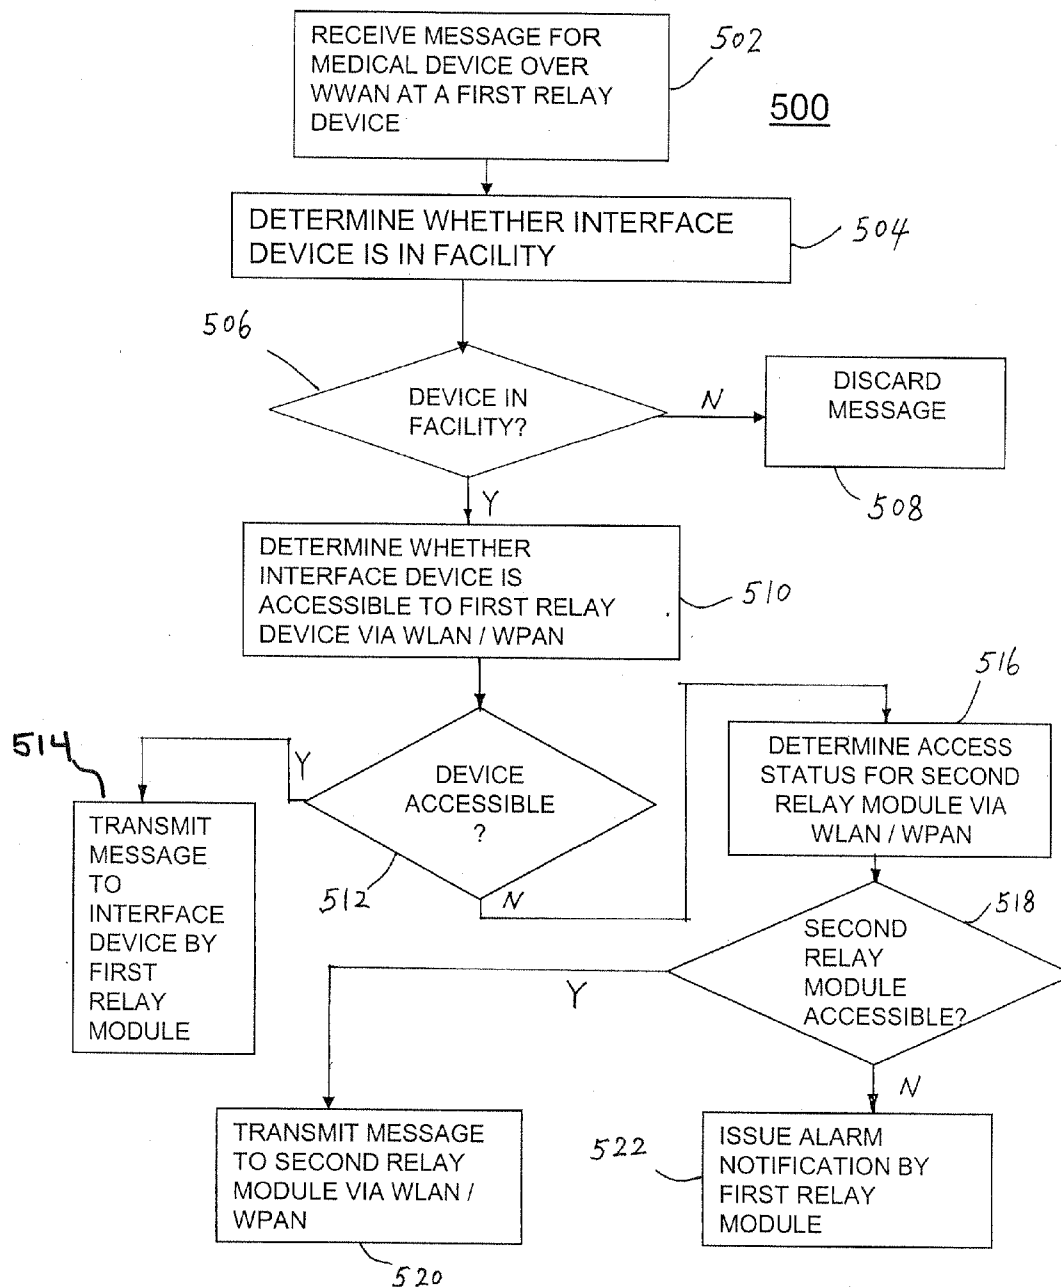 RECEIVE MESSAGE FOR
MEDICAL DEVICE OVER
WWAN AT A FIRST RELAY
DEVICE
502
500
DETERMINE WHETHER INTERFACE
DEVICE IS IN FACILITY
504
506
DEVICE IN
FACILITY?
N
DISCARD
MESSAGE
508
Y
DETERMINE WHETHER
INTERFACE DEVICE IS
ACCESSIBLE TO FIRST RELAY
DEVICE VIA WLAN / WPAN
510
516
514
Y
DEVICE
ACCESSIBLE
?
512
N
DETERMINE ACCESS
STATUS FOR SECOND
RELAY MODULE VIA
WLAN / WPAN
TRANSMIT
MESSAGE
TO
INTERFACE
DEVICE BY
FIRST
RELAY
MODULE
518
SECOND
RELAY
MODULE
ACCESSIBLE?
Y
N
TRANSMIT MESSAGE
TO SECOND RELAY
MODULE VIA WLAN /
WPAN
520
522
ISSUE ALARM
NOTIFICATION BY
FIRST RELAY
MODULE